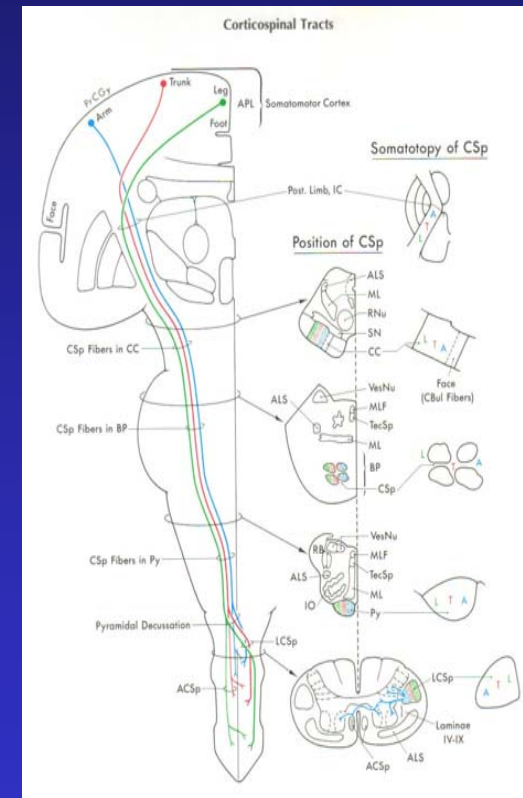 Corticospinal Tracts
PrCGy
Arm
Trunk
Leg
APL
Somatomotor Cortex
Foot
Face
Post. Limb, IC
Somatotopy of CSp
A
T
L
Position of CSp
ALS
ML
RNu
SN
CC
L T A
Face
(CBul Fibers)
CSp Fibers in CC
CSp Fibers in BP
ALS
VesNu
MLF
TecSp
ML
BP
CSp
L
T
A
CSp Fibers in Py
RB
ALS
IO
VesNu
MLF
TecSp
ML
Py
L T A
Pyramidal Decussation
LCSp
ACSp
LCSp
A T L
Laminae
IV-IX
ALS
ACSp